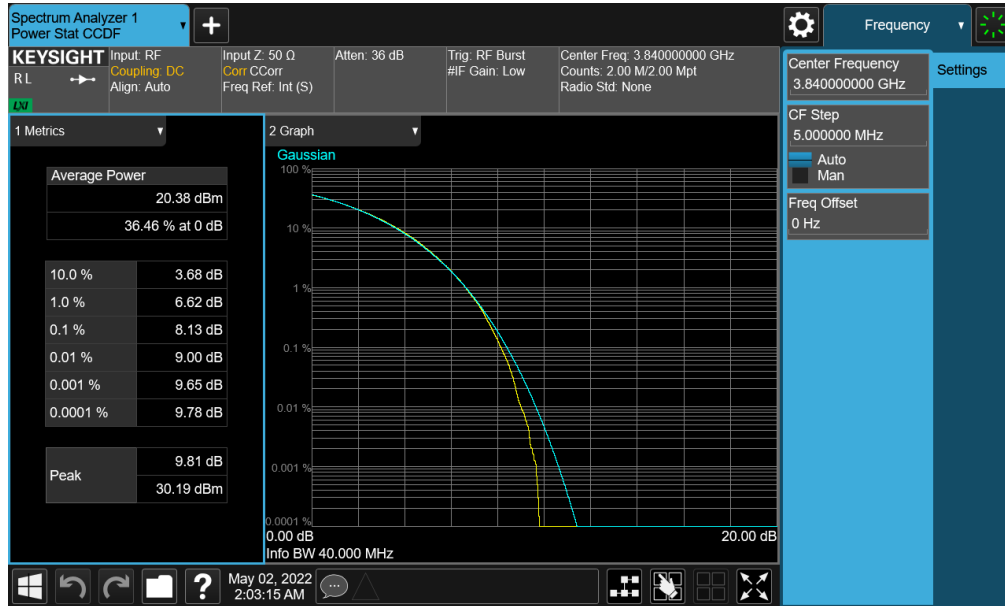 Spectrum Analyzer 1
Power Stat CCDF
Frequency
KEYSIGHT
R L
LXI
Input: RF
Coupling: DC
Align: Auto
Input Z: 50 Ω
Corr CCorr
Freq Ref: Int (S)
Atten: 36 dB
Trig: RF Burst
#IF Gain: Low
Center Freq: 3.840000000 GHz
Counts: 2.00 M/2.00 Mpt
Radio Std: None
Center Frequency
3.840000000 GHz
Settings
CF Step
5.000000 MHz
Auto
Man
Freq Offset
0 Hz
1 Metrics
Average Power
20.38 dBm
36.46 % at 0 dB
10.0 % 3.68 dB
1.0 % 6.62 dB
0.1 % 8.13 dB
0.01 % 9.00 dB
0.001 % 9.65 dB
0.0001 % 9.78 dB
Peak
9.81 dB
30.19 dBm
2 Graph
Gaussian
100 %
10 %
1 %
0.1 %
0.01 %
0.001 %
0.0001 %
0.00 dB 20.00 dB
Info BW 40.000 MHz
?
May 02, 2022
2:03:15 AM